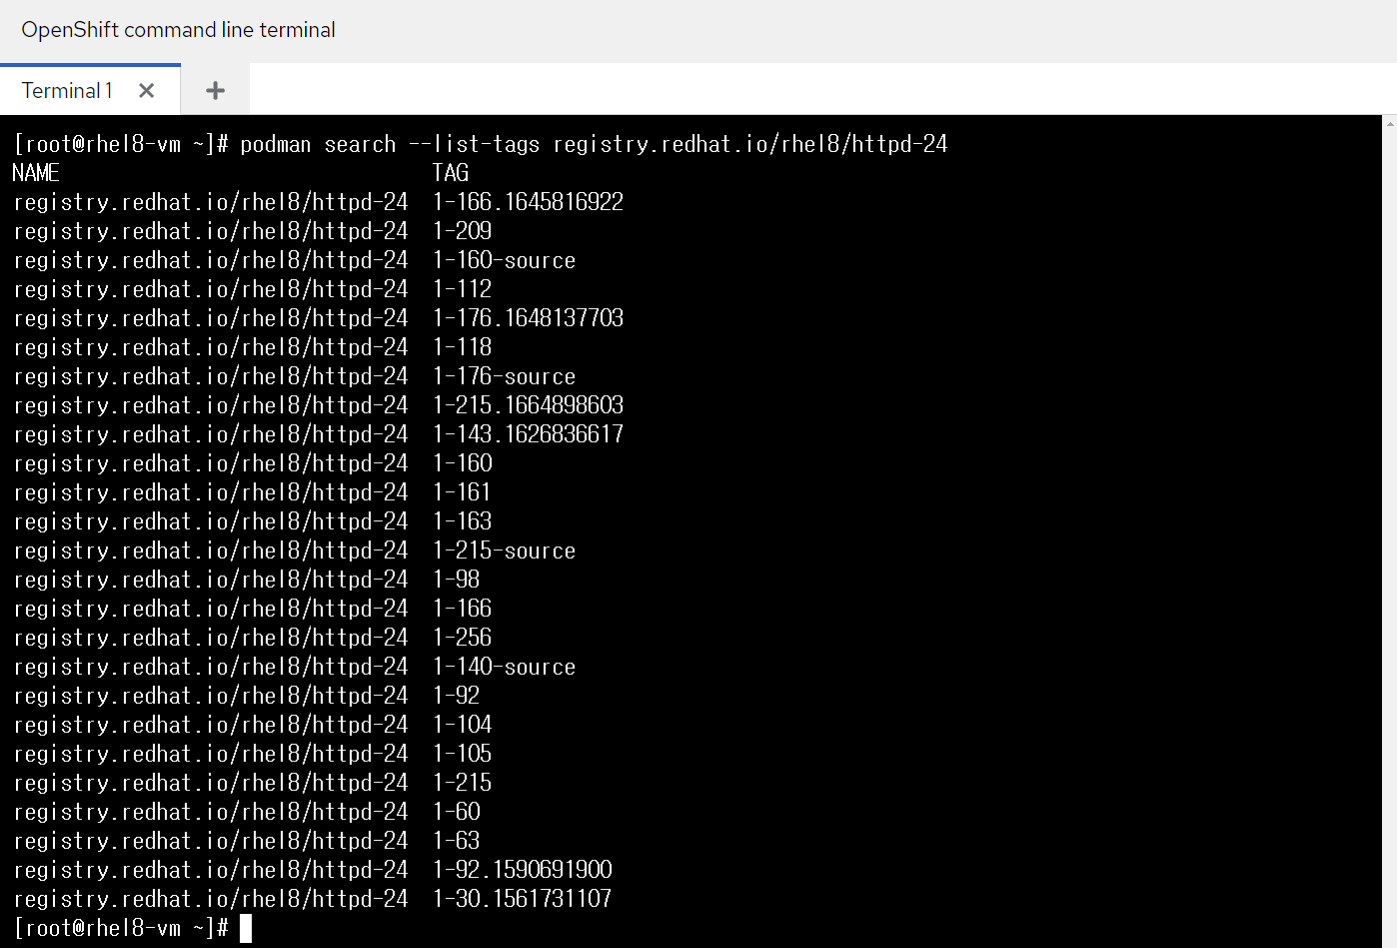 OpenShift command line terminal
Terminal 1
[root@rhel8-vm ~]# podman search --list-tags registry.redhat.io/rhel8/httpd-24
NAME TAG
registry.redhat.io/rhel8/httpd-24 1-166.1645816922
registry.redhat.io/rhel8/httpd-24 1-209
registry.redhat.io/rhel8/httpd-24 1-160-source
registry.redhat.io/rhel8/httpd-24 1-112
registry.redhat.io/rhel8/httpd-24 1-176.1648137703
registry.redhat.io/rhel8/httpd-24 1-118
registry.redhat.io/rhel8/httpd-24 1-176-source
registry.redhat.io/rhel8/httpd-24 1-215.1664898603
registry.redhat.io/rhel8/httpd-24 1-143.1626836617
registry.redhat.io/rhel8/httpd-24 1-160
registry.redhat.io/rhel8/httpd-24 1-161
registry.redhat.io/rhel8/httpd-24 1-163
registry.redhat.io/rhel8/httpd-24 1-215-source
registry.redhat.io/rhel8/httpd-24 1-98
registry.redhat.io/rhel8/httpd-24 1-166
registry.redhat.io/rhel8/httpd-24 1-256
registry.redhat.io/rhel8/httpd-24 1-140-source
registry.redhat.io/rhel8/httpd-24 1-92
registry.redhat.io/rhel8/httpd-24 1-104
registry.redhat.io/rhel8/httpd-24 1-105
registry.redhat.io/rhel8/httpd-24 1-215
registry.redhat.io/rhel8/httpd-24 1-60
registry.redhat.io/rhel8/httpd-24 1-63
registry.redhat.io/rhel8/httpd-24 1-92.1590691900
registry.redhat.io/rhel8/httpd-24 1-30.1561731107
[root@rhel8-vm ~]#